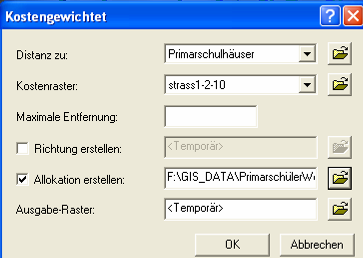 Kostengewichtet
Distanz zu: Primarschulhäuser
Kostenraster: strass1-2-10
Maximale Entfernung:
Richtung erstellen: <Temporär>
Allokation erstellen: F:\GIS_DATA\PrimarschülerWe
Ausgabe-Raster: <Temporär>
OK Abbrechen